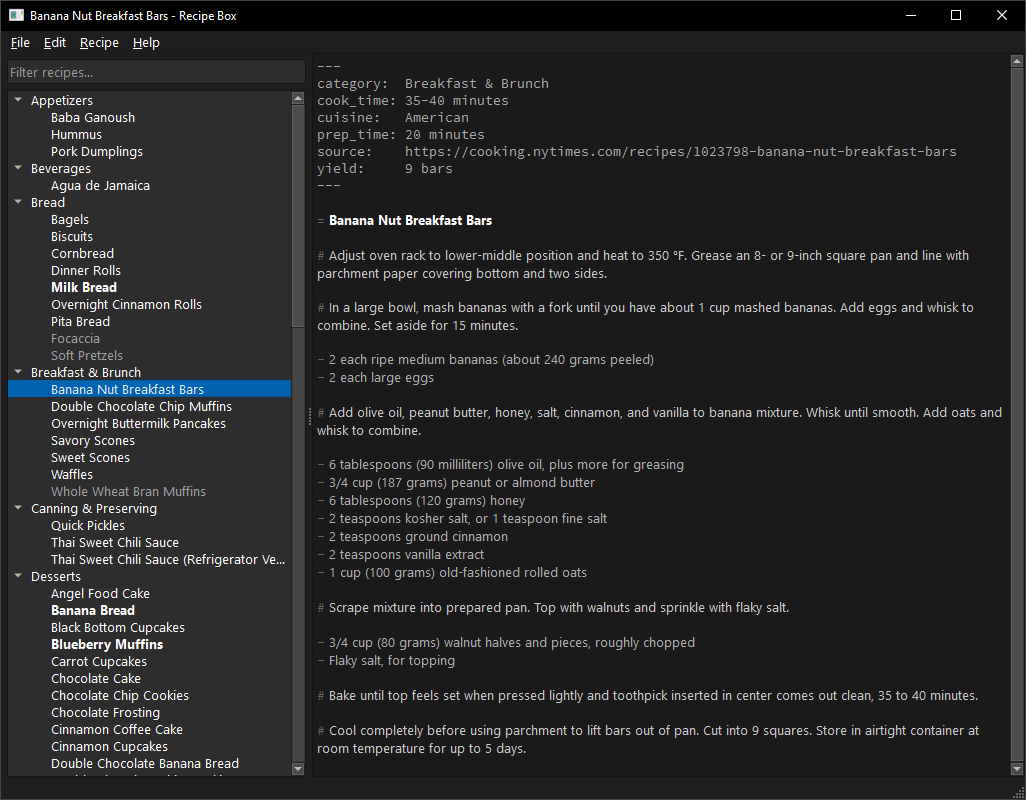 Banana Nut Breakfast Bars - Recipe Box
File Edit Recipe Help
Filter recipes...
Appetizers
Baba Ganoush
Hummus
Pork Dumplings
Beverages
Agua de Jamaica
Bread
Bagels
Biscuits
Cornbread
Dinner Rolls
Milk Bread
Overnight Cinnamon Rolls
Pita Bread
Focaccia
Soft Pretzels
Breakfast & Brunch
Banana Nut Breakfast Bars
Double Chocolate Chip Muffins
Overnight Buttermilk Pancakes
Savory Scones
Sweet Scones
Waffles
Whole Wheat Bran Muffins
Canning & Preserving
Quick Pickles
Thai Sweet Chili Sauce
Thai Sweet Chili Sauce (Refrigerator Ve...
Desserts
Angel Food Cake
Banana Bread
Black Bottom Cupcakes
Blueberry Muffins
Carrot Cupcakes
Chocolate Cake
Chocolate Chip Cookies
Chocolate Frosting
Cinnamon Coffee Cake
Cinnamon Cupcakes
Double Chocolate Banana Bread
---
category: Breakfast & Brunch
cook_time: 35-40 minutes
cuisine: American
prep_time: 20 minutes
source: https://cooking.nytimes.com/recipes/1023798-banana-nut-breakfast-bars
yield: 9 bars
---
= Banana Nut Breakfast Bars
# Adjust oven rack to lower-middle position and heat to 350 °F. Grease an 8- or 9-inch square pan and line with
parchment paper covering bottom and two sides.
# In a large bowl, mash bananas with a fork until you have about 1 cup mashed bananas. Add eggs and whisk to
combine. Set aside for 15 minutes.
- 2 each ripe medium bananas (about 240 grams peeled)
- 2 each large eggs
# Add olive oil, peanut butter, honey, salt, cinnamon, and vanilla to banana mixture. Whisk until smooth. Add oats and
whisk to combine.
- 6 tablespoons (90 milliliters) olive oil, plus more for greasing
- 3/4 cup (187 grams) peanut or almond butter
- 6 tablespoons (120 grams) honey
- 2 teaspoons kosher salt, or 1 teaspoon fine salt
- 2 teaspoons ground cinnamon
- 2 teaspoons vanilla extract
- 1 cup (100 grams) old-fashioned rolled oats
# Scrape mixture into prepared pan. Top with walnuts and sprinkle with flaky salt.
- 3/4 cup (80 grams) walnut halves and pieces, roughly chopped
- Flaky salt, for topping
# Bake until top feels set when pressed lightly and toothpick inserted in center comes out clean, 35 to 40 minutes.
# Cool completely before using parchment to lift bars out of pan. Cut into 9 squares. Store in airtight container at
room temperature for up to 5 days.